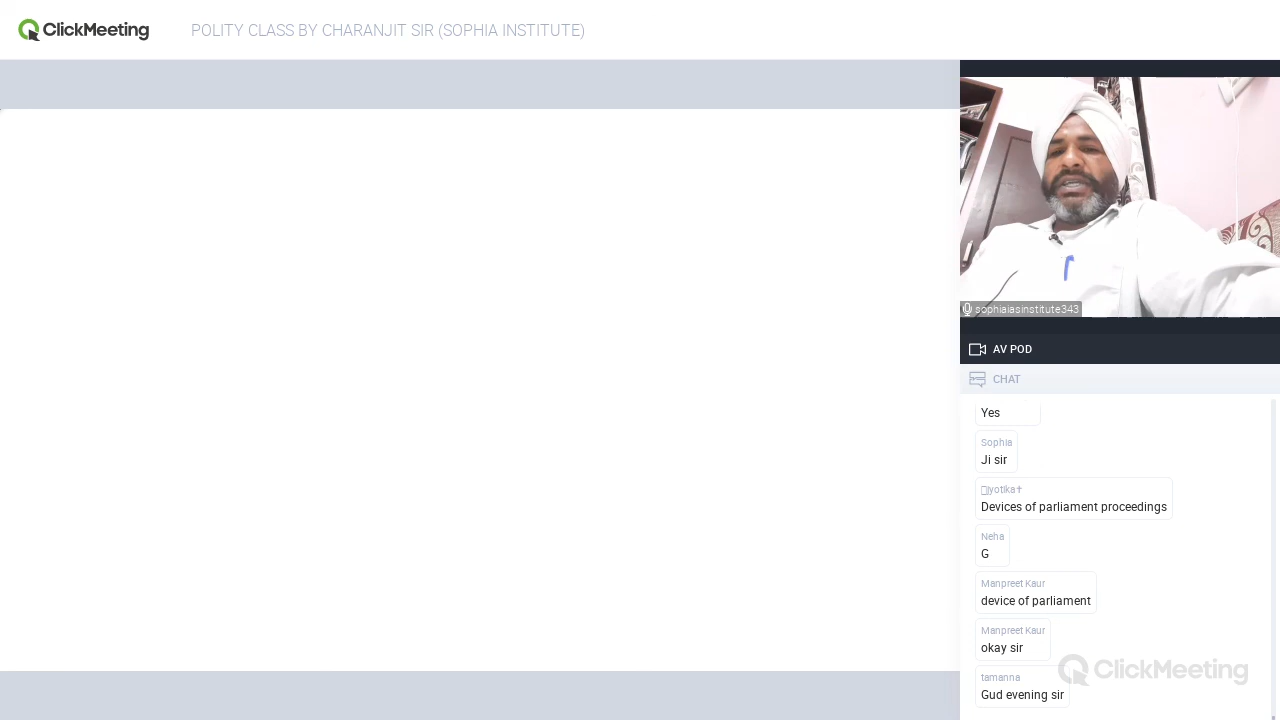 ClickMeeting
POLITY CLASS BY CHARANJIT SIR (SOPHIA INSTITUTE)
sophiaiasinstitute343
AV POD
CHAT
Yes
Sophia
Ji sir
yotika✝
Devices of parliament proceedings
Neha
G
Manpreet Kaur
device of parliament
Manpreet Kaur
okay sir
tamanna
Gud evening sir
ClickMeeting